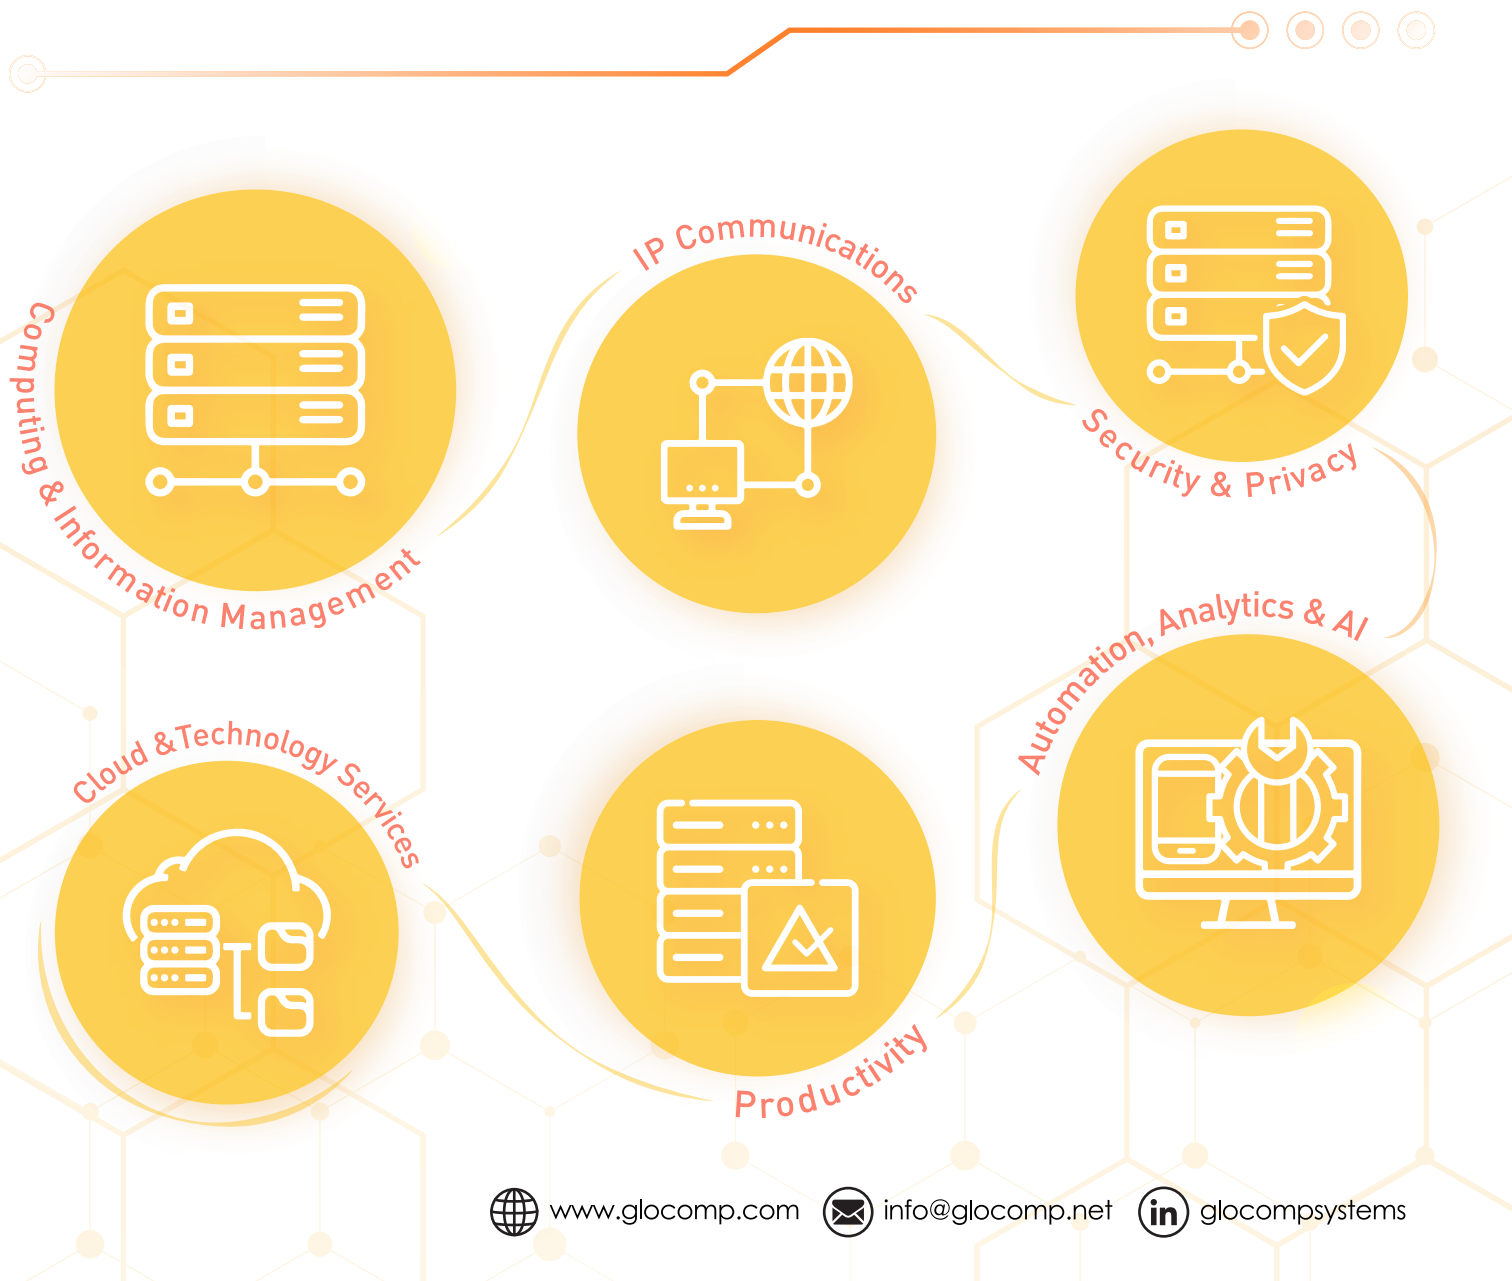 Computing & Information Management
IP Communications
Security & Privacy
Automation, Analytics & AI
Productivity
Cloud &Technology Services
www.glocomp.com
info@glocomp.net
in glocompsystems